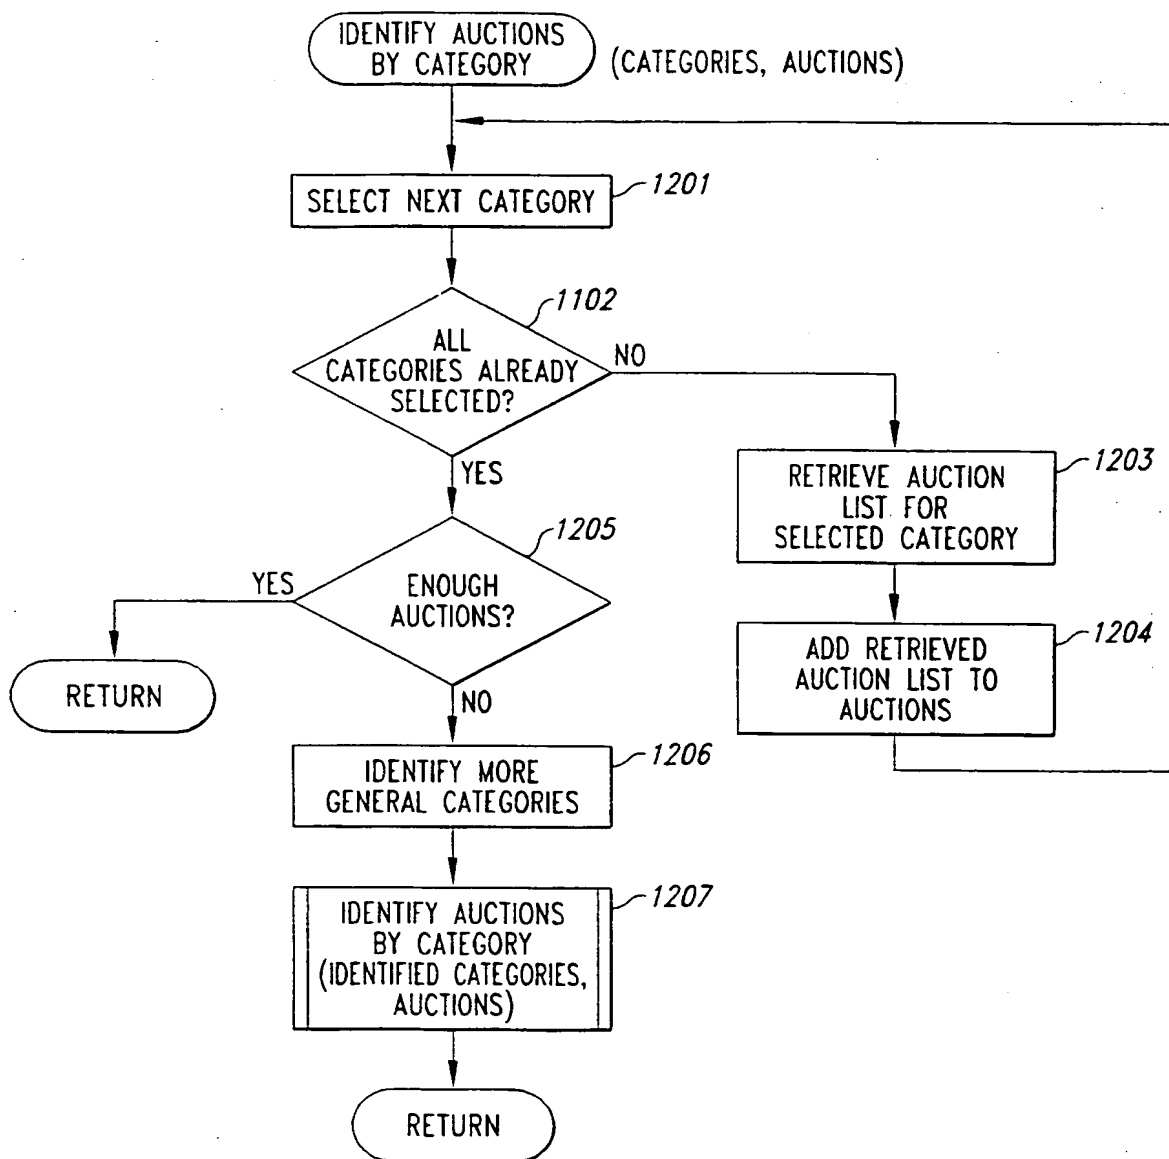 IDENTIFY AUCTIONS
BY CATEGORY
(CATEGORIES, AUCTIONS)
SELECT NEXT CATEGORY
1201
1102
ALL
CATEGORIES ALREADY
SELECTED?
NO
YES
1203
RETRIEVE AUCTION
LIST FOR
SELECTED CATEGORY
1205
ENOUGH
AUCTIONS?
YES
NO
RETURN
1204
ADD RETRIEVED
AUCTION LIST TO
AUCTIONS
1206
IDENTIFY MORE
GENERAL CATEGORIES
1207
IDENTIFY AUCTIONS
BY CATEGORY
(IDENTIFIED CATEGORIES,
AUCTIONS)
RETURN